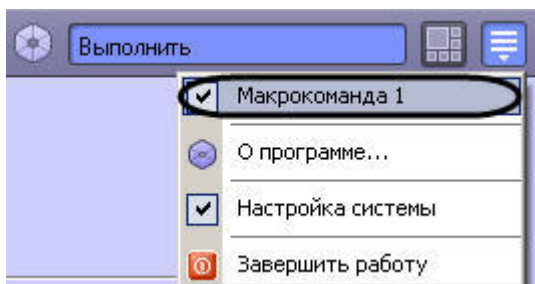 Выполнить
Макрокоманда 1
О программе...
Настройка системы
Завершить работу